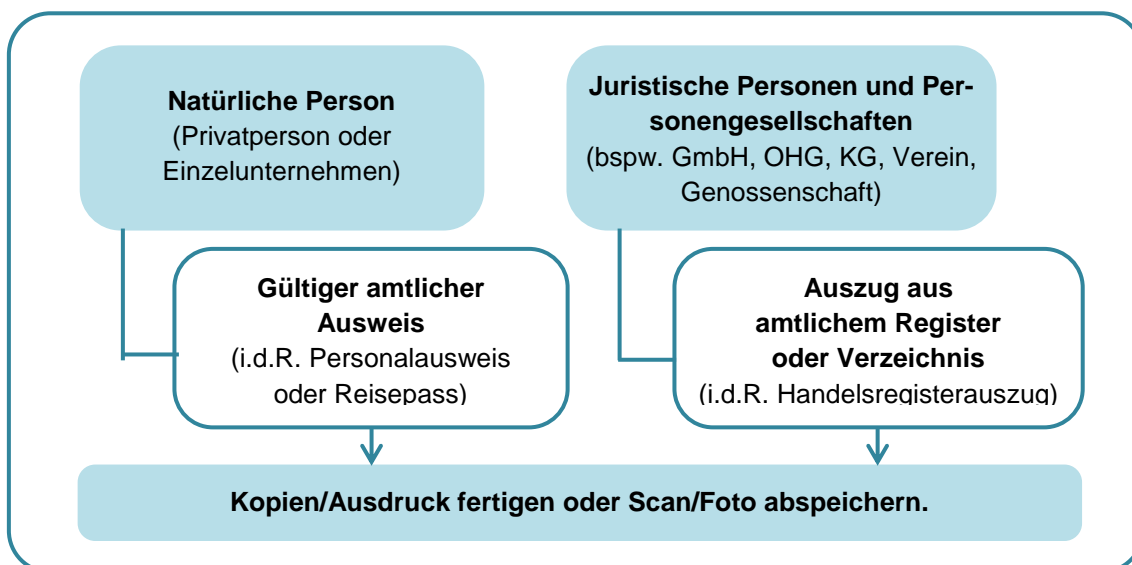 Natürliche Person
(Privatperson oder
Einzelunternehmen)
Juristische Personen und Per-
sonengesellschaften
(bspw. GmbH, OHG, KG, Verein,
Genossenschaft)
Gültiger amtlicher
Ausweis
(i.d.R. Personalausweis
oder Reisepass)
Auszug aus
amtlichem Register
oder Verzeichnis
(i.d.R. Handelsregisterauszug)
Kopien/Ausdruck fertigen oder Scan/Foto abspeichern.